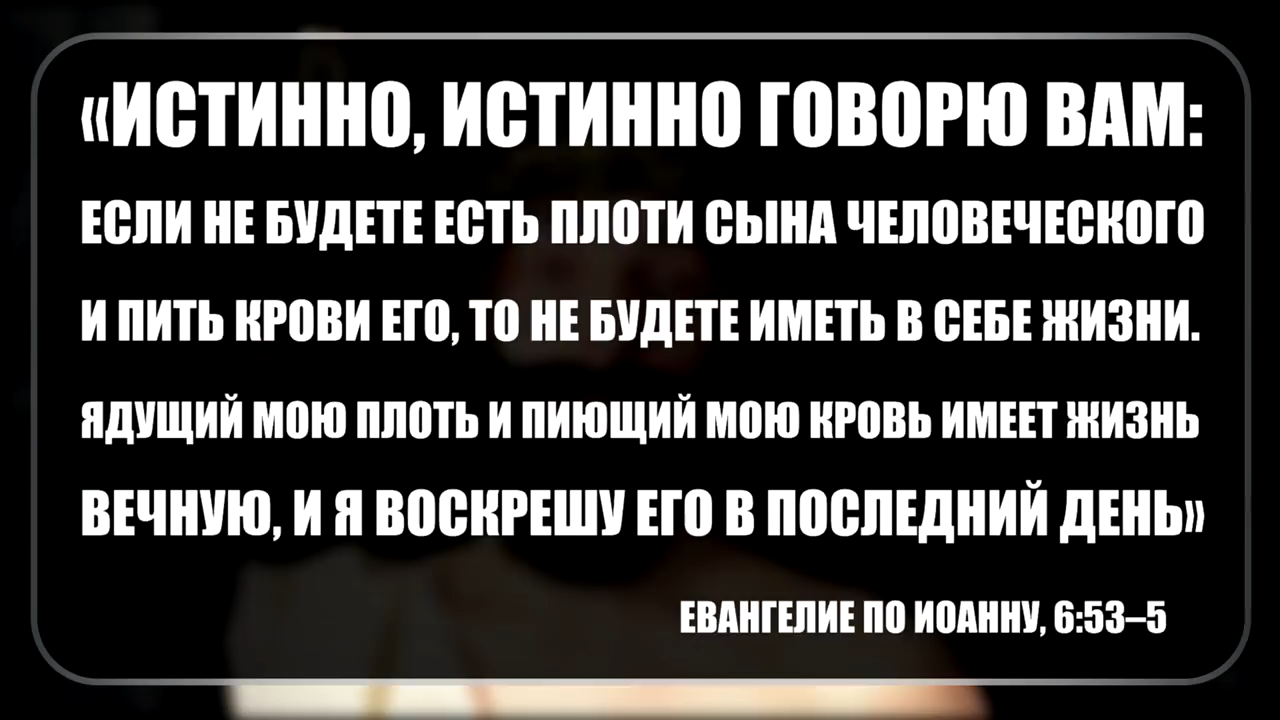 «ИСТИННО, ИСТИННО ГОВОРЮ ВАМ:
ЕСЛИ НЕ БУДЕТЕ ЕСТЬ ПЛОТИ СЫНА ЧЕЛОВЕЧЕСКОГО
И ПИТЬ КРОВИ ЕГО, ТО НЕ БУДЕТЕ ИМЕТЬ В СЕБЕ ЖИЗНИ.
ЯДУЩИЙ МОЮ ПЛОТЬ И ПИЮЩИЙ МОЮ КРОВЬ ИМЕЕТ ЖИЗНЬ
ВЕЧНУЮ, И Я ВОСКРЕШУ ЕГО В ПОСЛЕДНИЙ ДЕНЬ»
ЕВАНГЕЛИЕ ПО ИОАННУ, 6:53–5